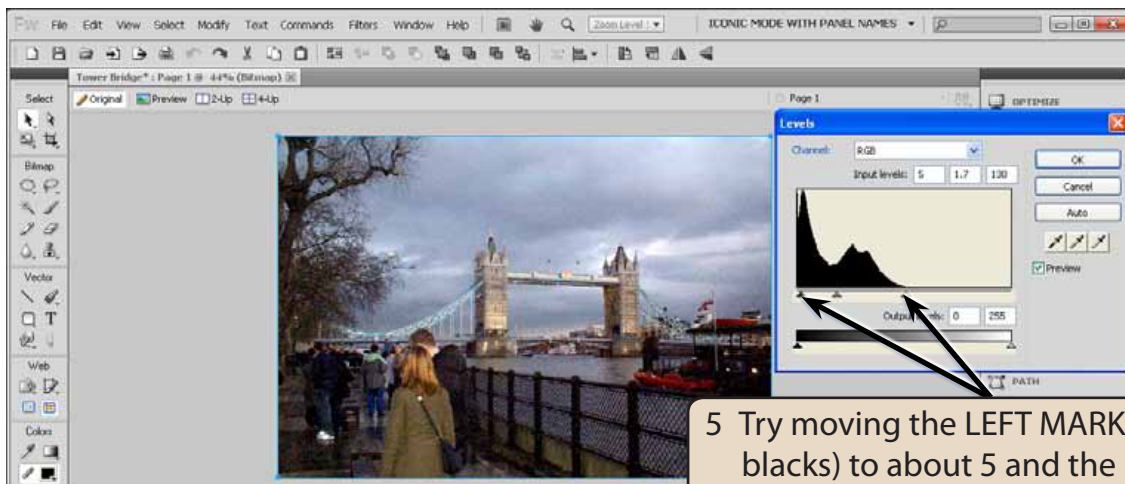 Fw File Edit View Select Modify Text Commands Filters Window Help Zoom Level: ICONIC MODE WITH PANEL NAMES
Tower Bridge* : Page 1 @ 44% (Bitmap)
Select Original Preview 2-Up 4-Up Page 1 OPTIMIZE
Levels
Channel: RGB
Input levels: 5 1.7 130
OK
Cancel
Auto
Preview
Output 0 255
PATH
Bitmap
Vector
Web
Colors
5 Try moving the LEFT MARK
blacks) to about 5 and the